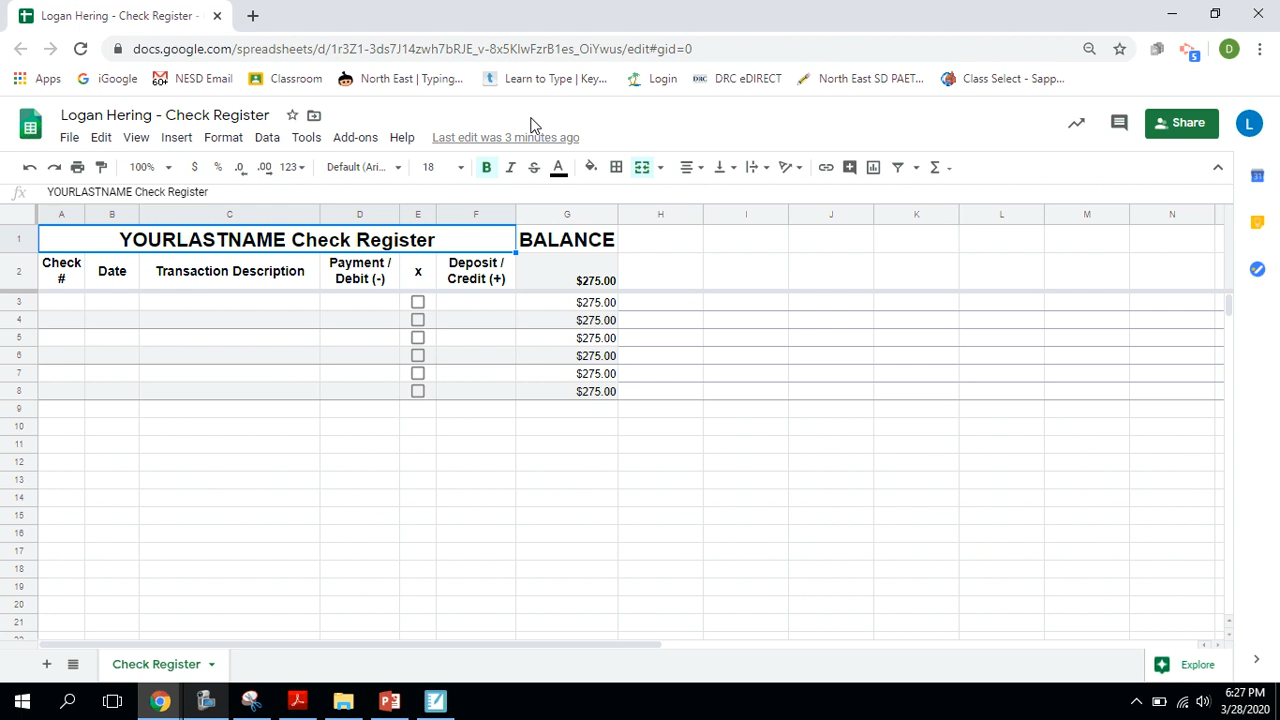 Logan Hering - Check Register -
docs.google.com/spreadsheets/d/1r3Z1-3ds7J14zwh7bRJE_v-8x5KlwFzrB1es_OiYwus/edit#gid=0
D
Apps
iGoogle
NESD Email
Classroom
North East | Typing...
Learn to Type | Key...
Login
DRC eDIRECT
North East SD PAET...
Class Select - Sapp...
Logan Hering - Check Register
File Edit View Insert Format Data Tools Add-ons Help Last edit was 3 minutes ago
Share
L
100% $ % .0 .00 123 Default (Ari... 18 B I S A
fx YOURLASTNAME Check Register
A B C D E F G H I J K L M N
1 YOURLASTNAME Check Register BALANCE
2 Check # Date Transaction Description Payment / Debit (-) x Deposit / Credit (+) $275.00
3 $275.00
4 $275.00
5 $275.00
6 $275.00
7 $275.00
8 $275.00
9
10
11
12
13
14
15
16
17
18
19
20
21
Check Register
Explore
6:27 PM
3/28/2020